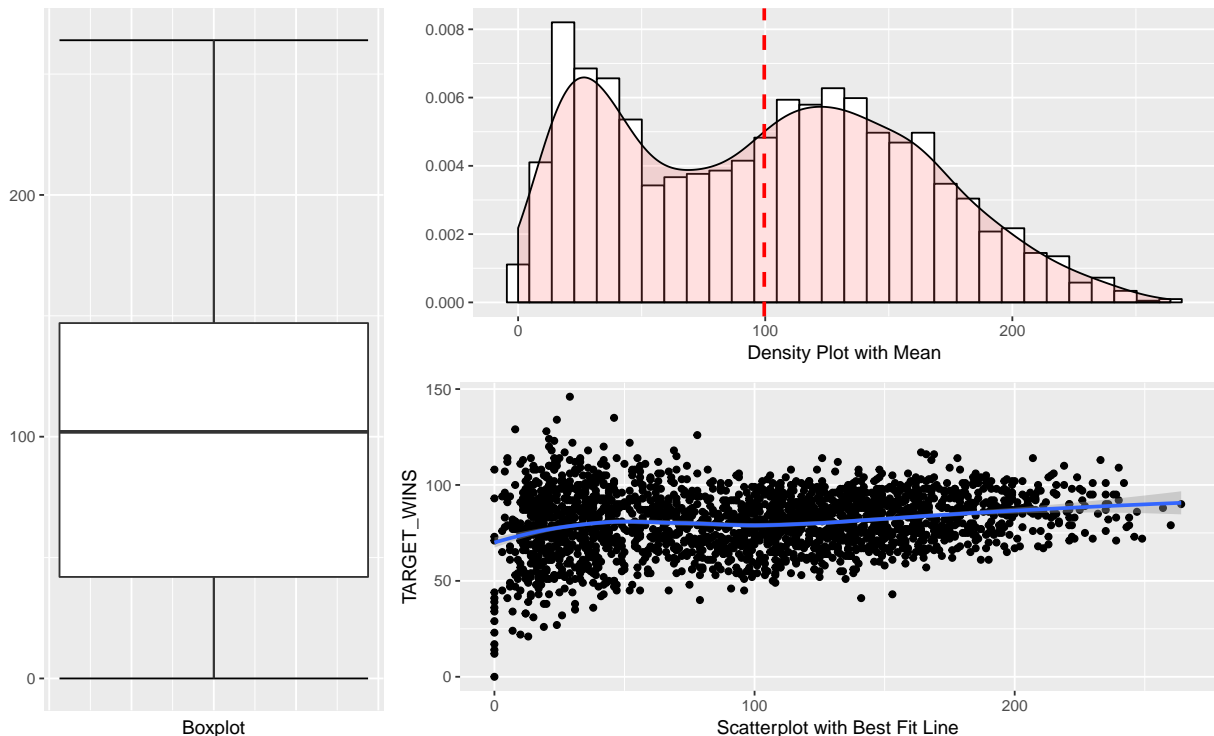 200
100
0
Boxplot
0.008
0.006
0.004
0.002
0.000
0 100 200
Density Plot with Mean
TARGET_WINS
150
100
50
0
0 100 200
Scatterplot with Best Fit Line